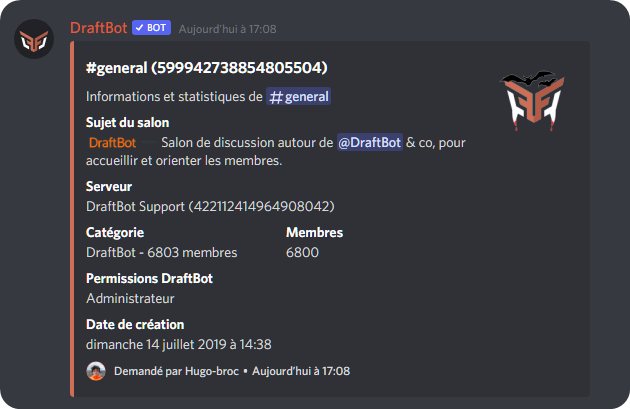 DraftBot ✓ BOT Aujourd'hui à 17:08
#general (599942738854805504)
Informations et statistiques de # general
Sujet du salon
DraftBot — Salon de discussion autour de @DraftBot & co, pour
accueillir et orienter les membres.
Serveur
DraftBot Support (422112414964908042)
Catégorie Membres
DraftBot - 6803 membres 6800
Permissions DraftBot
Administrateur
Date de création
dimanche 14 juillet 2019 à 14:38
Demandé par Hugo-broc • Aujourd'hui à 17:08